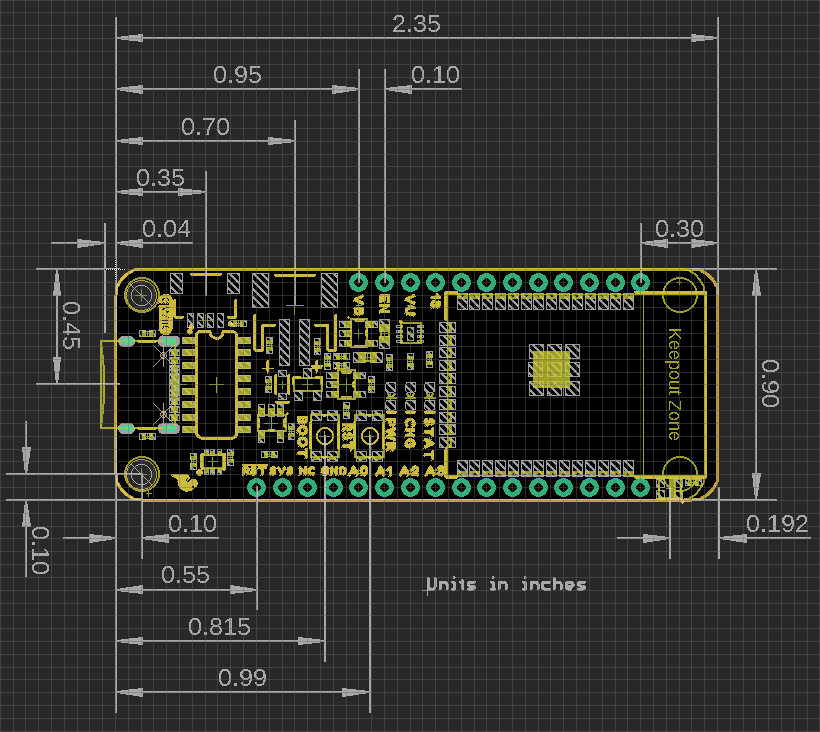 2.35
0.95
0.10
0.70
0.35
0.04
0.30
0.45
VB
EN
VU
13
Keepout Zone
0.90
BOOT
RST
PWR
CHG
STAT
RST 3V3 NC GND A0 A1 A2 A3
0.10
0.10
0.192
0.55
Units in inches
0.815
0.99